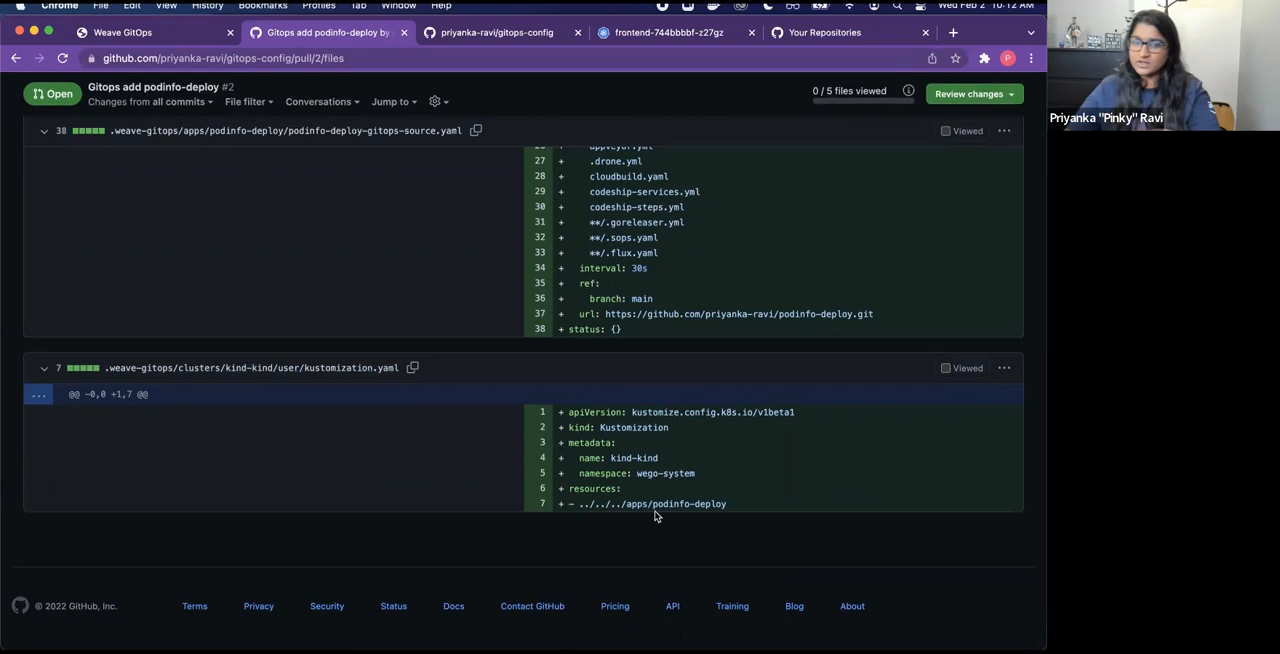 Chrome File Edit View History Bookmarks Profiles Tab Window Help Wed Feb 2 10:12 AM
Weave GitOps
Gitops add podinfo-deploy by
priyanka-ravi/gitops-config
frontend-744bbbbf-z27gz
Your Repositories
github.com/priyanka-ravi/gitops-config/pull/2/files
P
Open
Gitops add podinfo-deploy #2
Changes from all commits File filter Conversations Jump to
0 / 5 files viewed
Review changes
Priyanka "Pinky" Ravi
38 .weave-gitops/apps/podinfo-deploy/podinfo-deploy-gitops-source.yaml
Viewed
26 + appveyor.yml
27 + .drone.yml
28 + cloudbuild.yaml
29 + codeship-services.yml
30 + codeship-steps.yml
31 + **/.goreleaser.yml
32 + **/.sops.yaml
33 + **/.flux.yaml
34 + interval: 30s
35 + ref:
36 + branch: main
37 + url: https://github.com/priyanka-ravi/podinfo-deploy.git
38 + status: {}
7 .weave-gitops/clusters/kind-kind/user/kustomization.yaml
Viewed
... @@ -0,0 +1,7 @@
1 + apiVersion: kustomize.config.k8s.io/v1beta1
2 + kind: Kustomization
3 + metadata:
4 + name: kind-kind
5 + namespace: wego-system
6 + resources:
7 + - ../../../apps/podinfo-deploy
© 2022 GitHub, Inc. Terms Privacy Security Status Docs Contact GitHub Pricing API Training Blog About